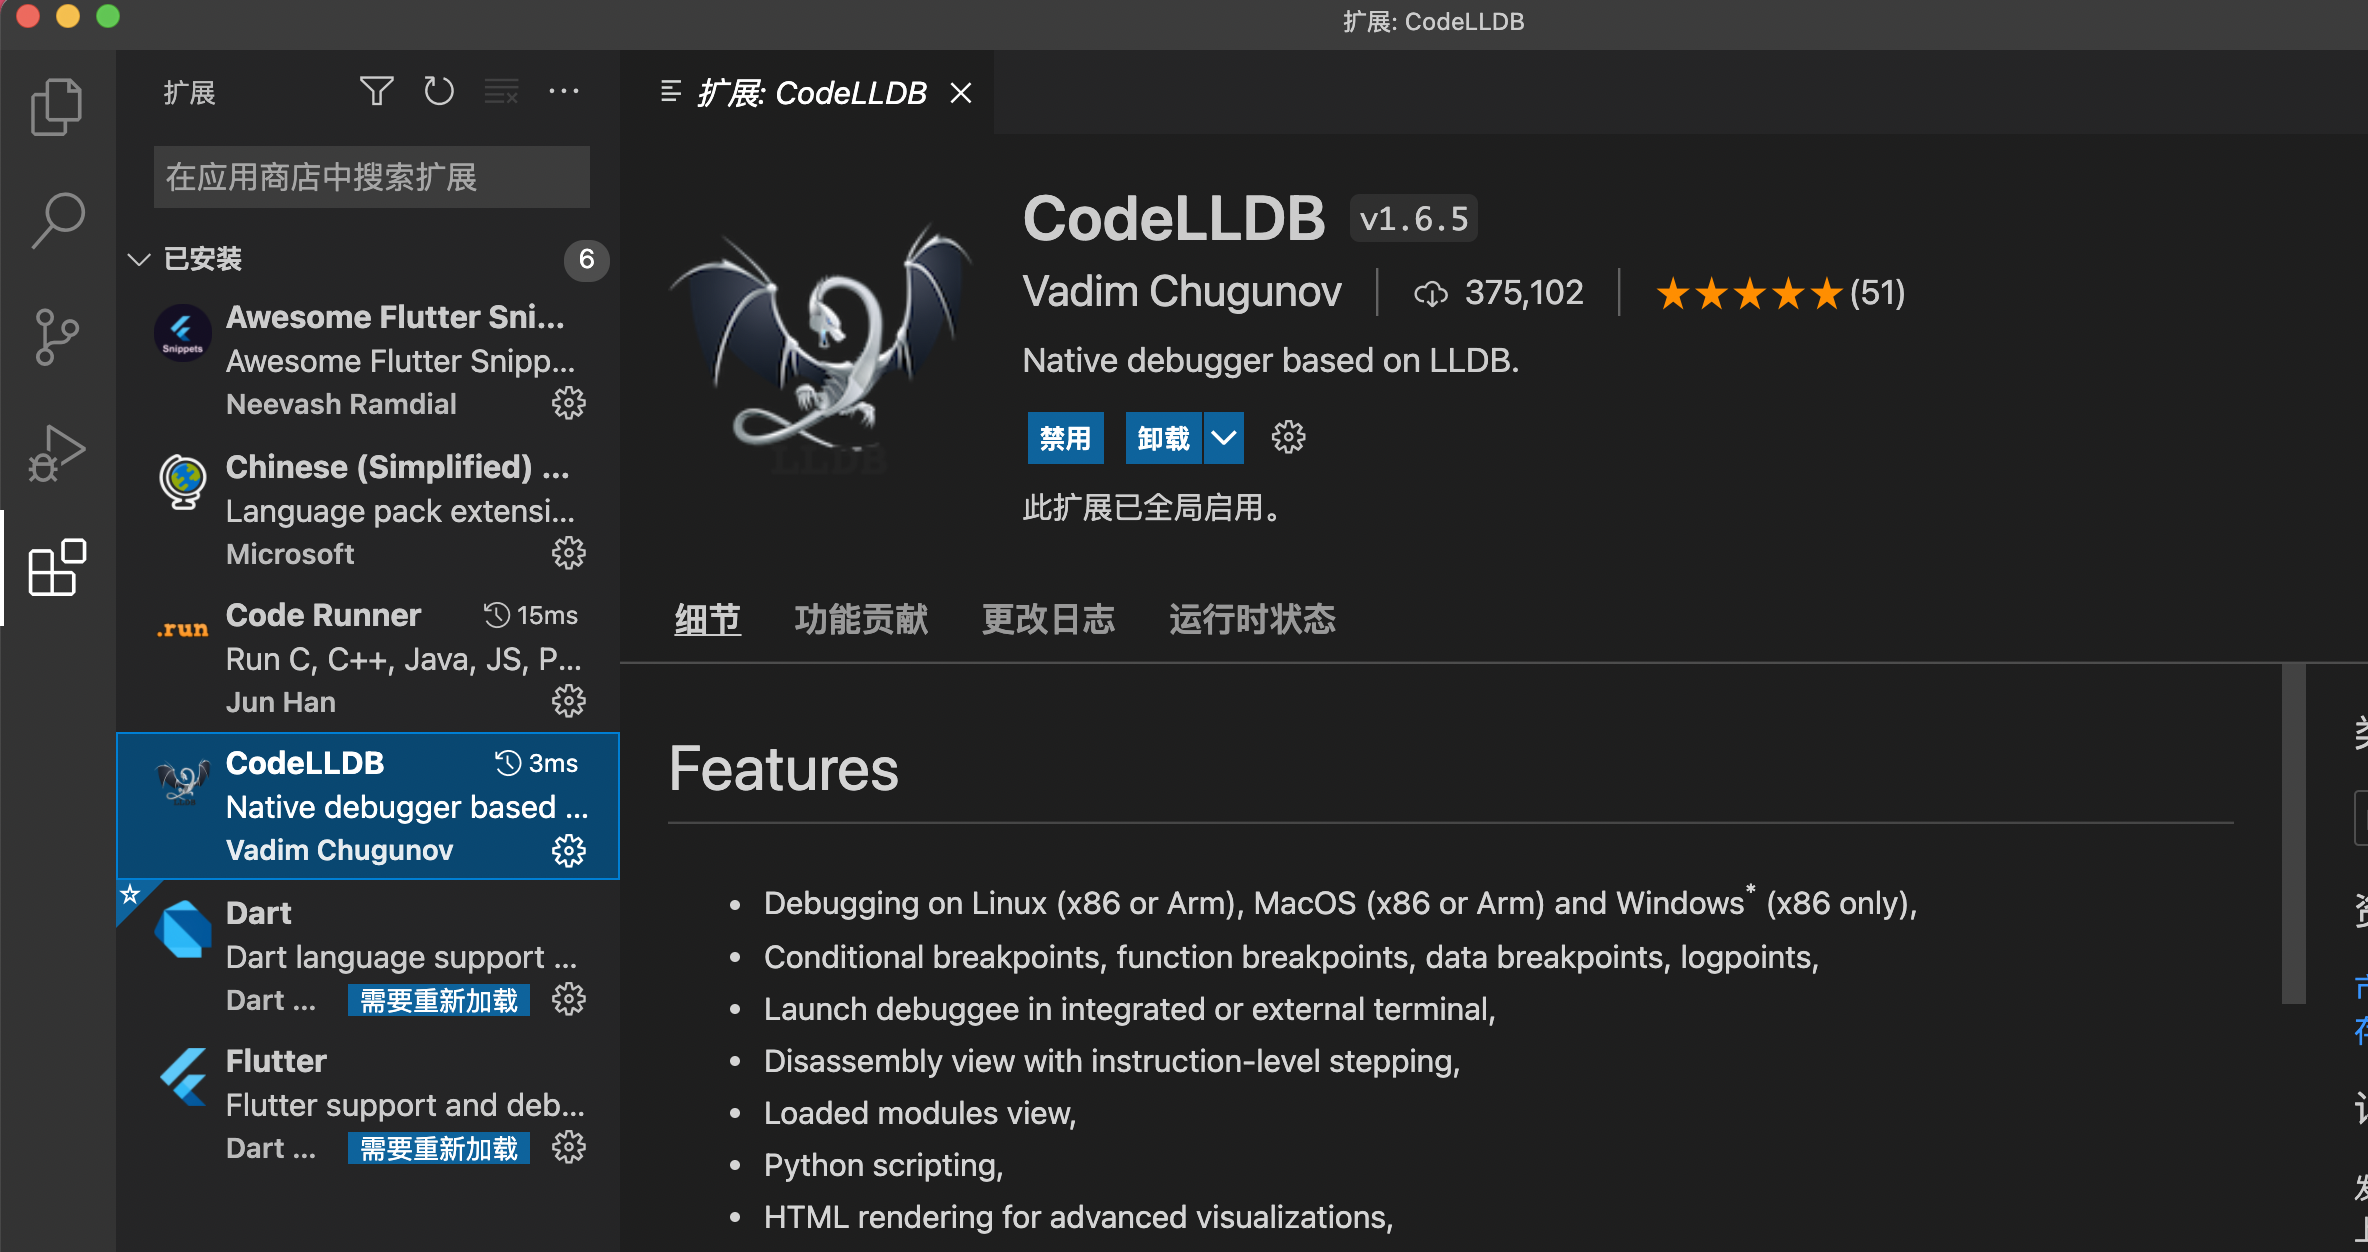 扩展: CodeLLDB
扩展
在应用商店中搜索扩展
已安装
6
Snippets
Awesome Flutter Sni...
Awesome Flutter Snipp...
Neevash Ramdial
Chinese (Simplified) ...
Language pack extensi...
Microsoft
.run
Code Runner
15ms
Run C, C++, Java, JS, P...
Jun Han
CodeLLDB
3ms
Native debugger based ...
Vadim Chugunov
Dart
Dart language support ...
Dart ...
需要重新加载
Flutter
Flutter support and deb...
Dart ...
需要重新加载
扩展: CodeLLDB
LLDB
CodeLLDB v1.6.5
Vadim Chugunov | 375,102 | ★★★★★(51)
Native debugger based on LLDB.
禁用 卸载
此扩展已全局启用。
细节 功能贡献 更改日志 运行时状态
Features
• Debugging on Linux (x86 or Arm), MacOS (x86 or Arm) and Windows* (x86 only),
• Conditional breakpoints, function breakpoints, data breakpoints, logpoints,
• Launch debuggee in integrated or external terminal,
• Disassembly view with instruction-level stepping,
• Loaded modules view,
• Python scripting,
• HTML rendering for advanced visualizations,